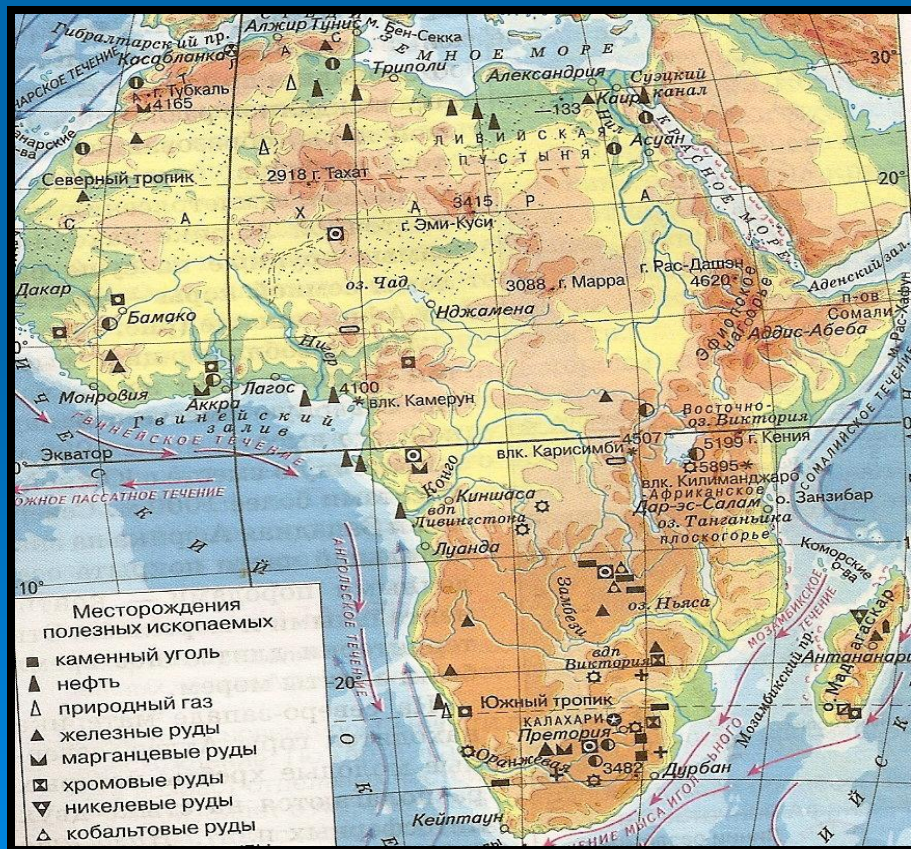 Гибралтарский пр.
Алжир
Тунис
м. Бен-Секка
СРЕДИЗЕМНОЕ МОРЕ
Касабланка
г. Тубкаль
4165
Триполи
Александрия
Суэцкий
канал
30°
-133
Каир
Нил
КРАСНОЕ МОРЕ
ЛИВИЙСКАЯ
ПУСТЫНЯ
Асуан
Северный тропик
2918 г. Тахат
20°
САХАРА
3415
г. Эми-Куси
Дакар
оз. Чад
3088
г. Марра
г. Рас-Дашэн
4620
Аденский зал.
Бамако
Нджамена
Эфиопское
нагорье
п-ов
Сомали
м. Рас-Хафун
Аддис-Абеба
Нигер
Монровия
Аккра
Лагос
4100
влк. Камерун
Гвинейский
залив
ГВИНЕЙСКОЕ ТЕЧЕНИЕ
Восточно-
оз. Виктория
СОМАЛИЙСКОЕ ТЕЧЕНИЕ
0°
Экватор
4507
влк. Карисимби
5199 г. Кения
5895
влк. Килиманджаро
Африканское
плоскогорье
ЮЖНОЕ ПАССАТНОЕ ТЕЧЕНИЕ
Конго
Киншаса
вдп
Ливингстона
Дар-эс-Салам
о. Занзибар
оз. Танганьика
Луанда
АНГОЛЬСКОЕ ТЕЧЕНИЕ
10°
Коморские
о-ва
Замбези
оз. Ньяса
МОЗАМБИКСКОЕ
ТЕЧЕНИЕ
о. Мадагаскар
Антананари
вдп
Виктория
Мозамбикский пр.
20
Южный тропик
КАЛАХАРИ
Претория
Оранжевая
3482
Дурбан
Кейптаун
ТЕЧЕНИЕ МЫСА ИГОЛЬНОГО
Месторождения
полезных ископаемых
каменный уголь
нефть
природный газ
железные руды
марганцевые руды
хромовые руды
никелевые руды
кобальтовые руды